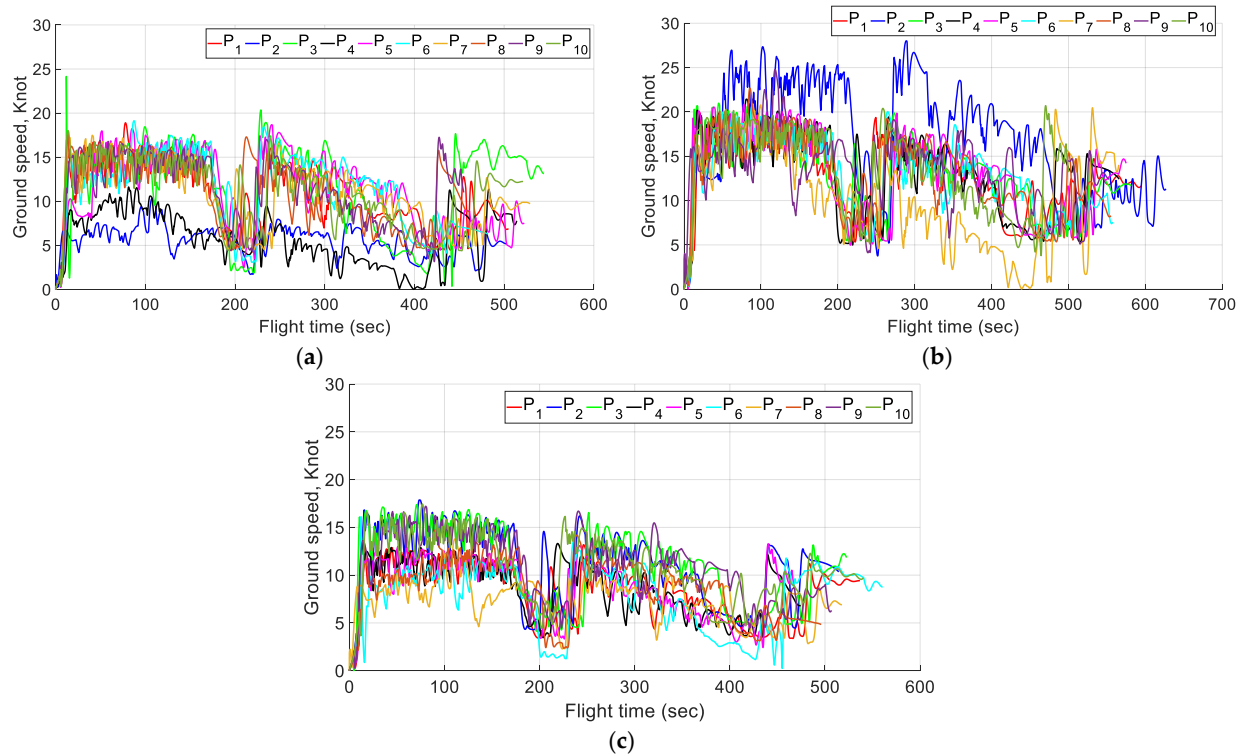 P1 P2 P3 P4 P5 P6 P7 P8 P9 P10
30
25
20
15
10
5
0
Ground speed, Knot
0 100 200 300 400 500 600
Flight time (sec)
(a)
P1 P2 P3 P4 P5 P6 P7 P8 P9 P10
30
25
20
15
10
5
0
Ground speed, Knot
0 100 200 300 400 500 600 700
Flight time (sec)
(b)
P1 P2 P3 P4 P5 P6 P7 P8 P9 P10
30
25
20
15
10
5
0
Ground speed, Knot
0 100 200 300 400 500 600
Flight time (sec)
(c)